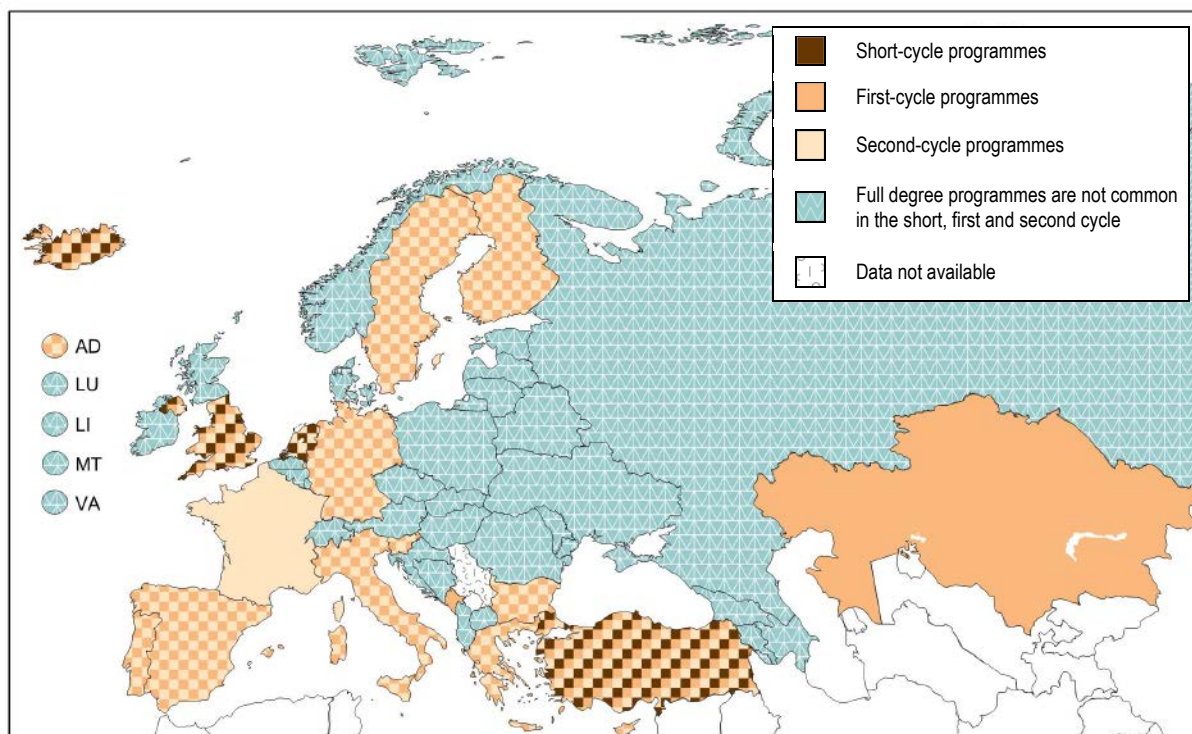 Short-cycle programmes
First-cycle programmes
Second-cycle programmes
Full degree programmes are not common
in the short, first and second cycle
Data not available
AD
LU
LI
MT
VA